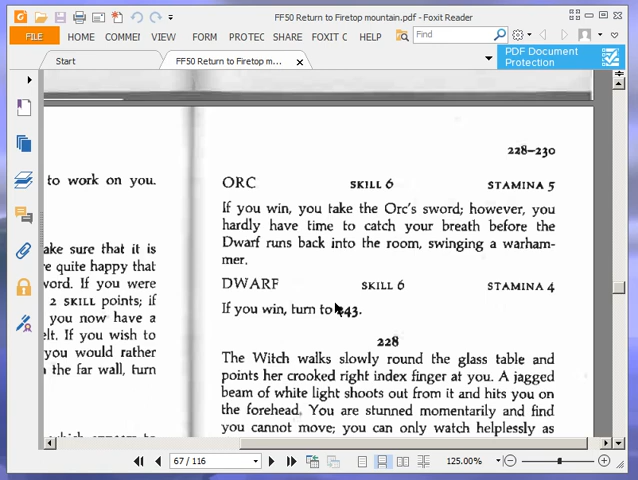 FF50 Return to Firetop mountain.pdf - Foxit Reader
FILE HOME COMMEI VIEW FORM PROTEC SHARE FOXIT C HELP Find
Start FF50 Return to Firetop m... PDF Document
Protection
228–230
to work on you.
ake sure that it is
re quite happy that
word. If you were
2 SKILL points; if
you now have a
elt. If you wish to
you would rather
the far wall, turn
ORC SKILL 6 STAMINA 5
If you win, you take the Orc's sword; however, you
hardly have time to catch your breath before the
Dwarf runs back into the room, swinging a warham-
mer.
DWARF SKILL 6 STAMINA 4
If you win, turn to 243.
228
The Witch walks slowly round the glass table and
points her crooked right index finger at you. A jagged
beam of white light shoots out from it and hits you on
the forehead. You are stunned momentarily and find
you cannot move; you can only watch helplessly as
67 / 116 125.00%